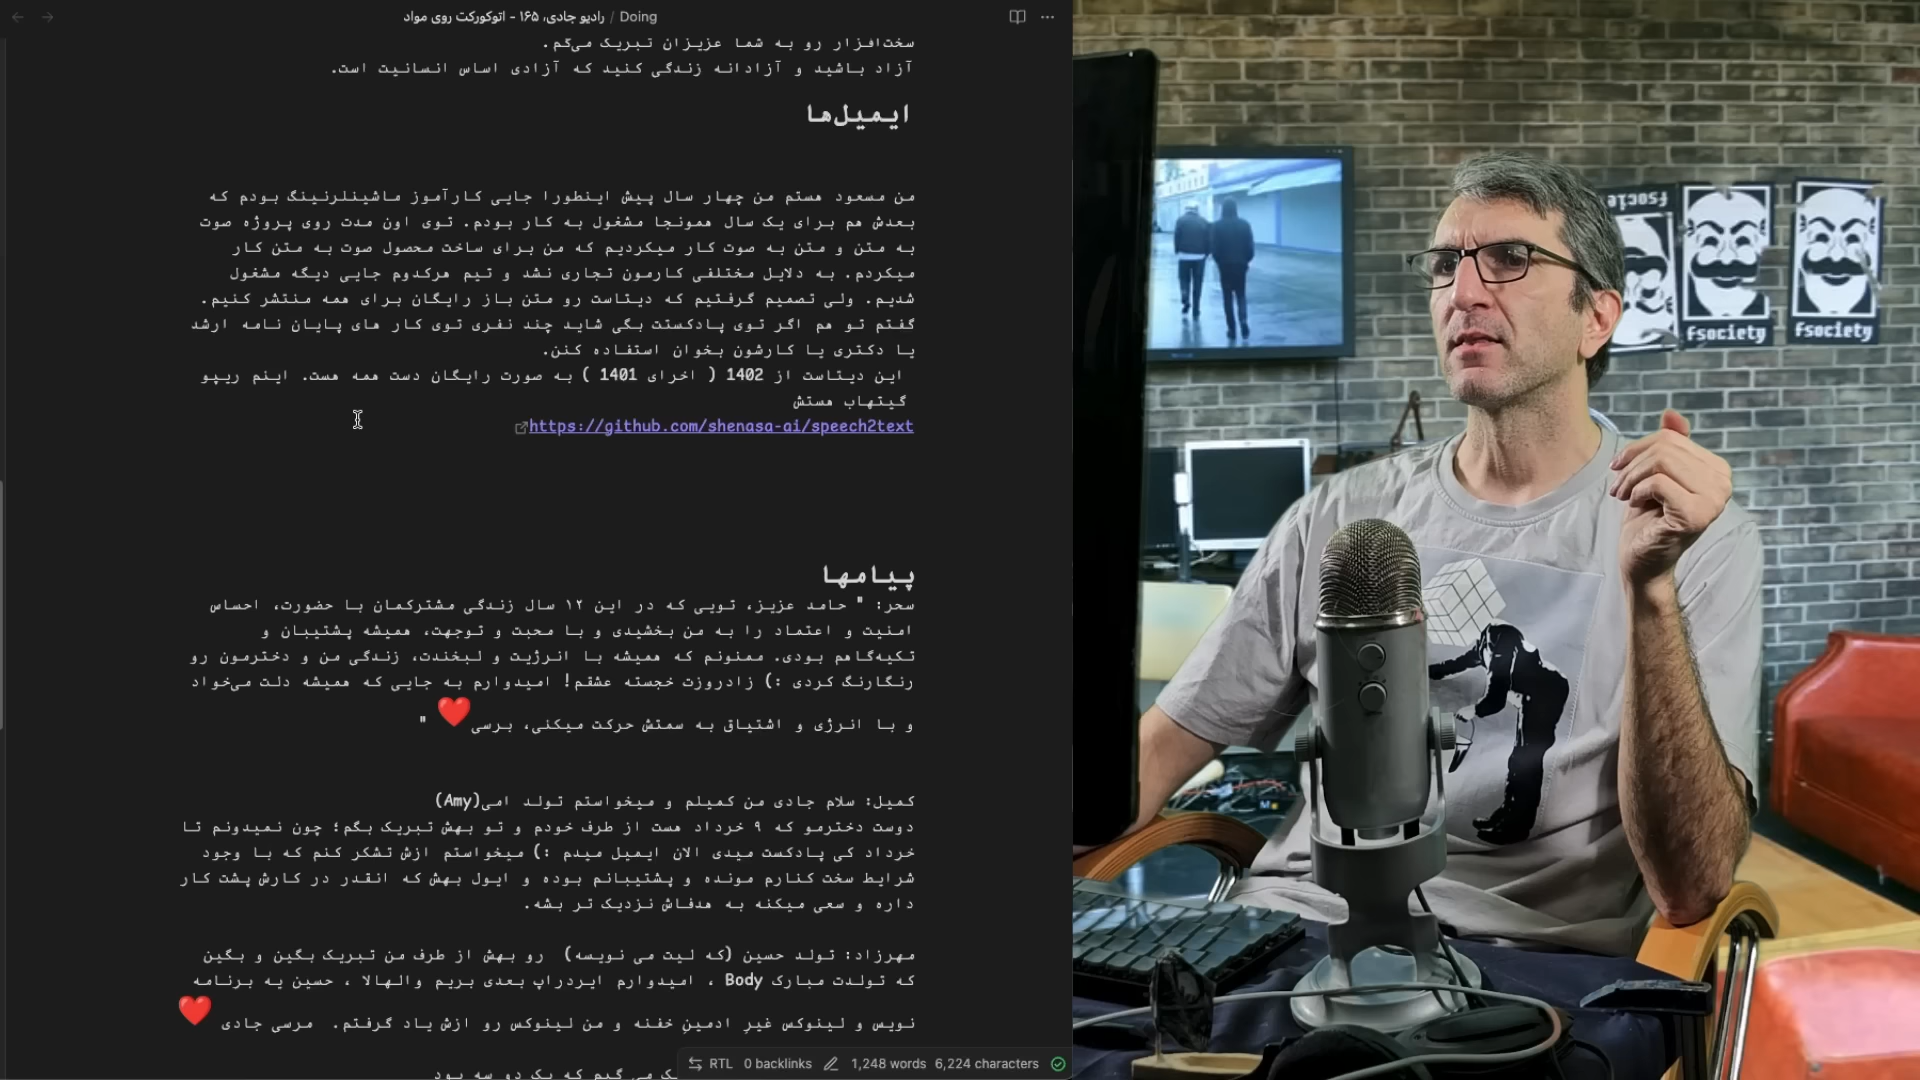 Doing / رادیو جادی، ۱۶۵ - اتوکورکت روی مواد
سخت‌افزار رو به شما عزیزان تبریک می‌گم.
آزاد باشید و آزادانه زندگی کنید که آزادی اساس انسانیت است.
ایمیل‌ها
من مسعود هستم من چهار سال پیش اینطورا جایی کارآموز ماشینلرنینگ بودم که
بعدش هم برای یک سال همونجا مشغول به کار بودم. توی اون مدت روی پروژه صوت
به متن و متن به صوت کار میکردیم که من برای ساخت محصول صوت به متن کار
میکردم. به دلایل مختلفی کارمون تجاری نشد و تیم هرکدوم جایی دیگه مشغول
شدیم. ولی تصمیم گرفتیم که دیتاست رو متن باز رایگان برای همه منتشر کنیم.
گفتم تو هم اگر توی پادکستت بگی شاید چند نفری توی کار های پایان نامه ارشد
یا دکتری یا کارشون بخوان استفاده کنن.
این دیتاست از 1402 ( اخرای 1401 ) به صورت رایگان دست همه هست. اینم ریپو
گیتهاب هستش
https://github.com/shenasa-ai/speech2text
پیامها
سحر: " حامد عزیز، تویی که در این ۱۲ سال زندگی مشترکمان با حضورت، احساس
امنیت و اعتماد را به من بخشیدی و با محبت و توجهت، همیشه پشتیبان و
تکیه‌گاهم بودی. ممنونم که همیشه با انرژیت و لبخندت، زندگی من و دخترمون رو
رنگارنگ کردی :) زادروزت خجسته عشقم! امیدوارم به جایی که همیشه دلت می‌خواد
و با انرژی و اشتیاق به سمتش حرکت میکنی، برسی❤️ "
کمیل: سلام جادی من کمیلم و میخواستم تولد امی(Amy)
دوست دخترمو که ۹ خرداد هست از طرف خودم و تو بهش تبریک بگم؛ چون نمیدونم تا
خرداد کی پادکست میدی الان ایمیل میدم :) میخواستم ازش تشکر کنم که با وجود
شرایط سخت کنارم مونده و پشتیبانم بوده و ایول بهش که انقدر در کارش پشت کار
داره و سعی میکنه به هدفاش نزدیک تر بشه.
مهرزاد: تولد حسین (که لیت می نویسه) رو بهش از طرف من تبریک بگین و بگین
که تولدت مبارک Body ، امیدوارم ایردراپ بعدی بریم والهالا ، حسین یه برنامه
نویس و لینوکس غیرِ ادمینِ خفنه و من لینوکس رو ازش یاد گرفتم. مرسی جادی ❤️
RTL 0 backlinks 1,248 words 6,224 characters
fsociety
fsociety